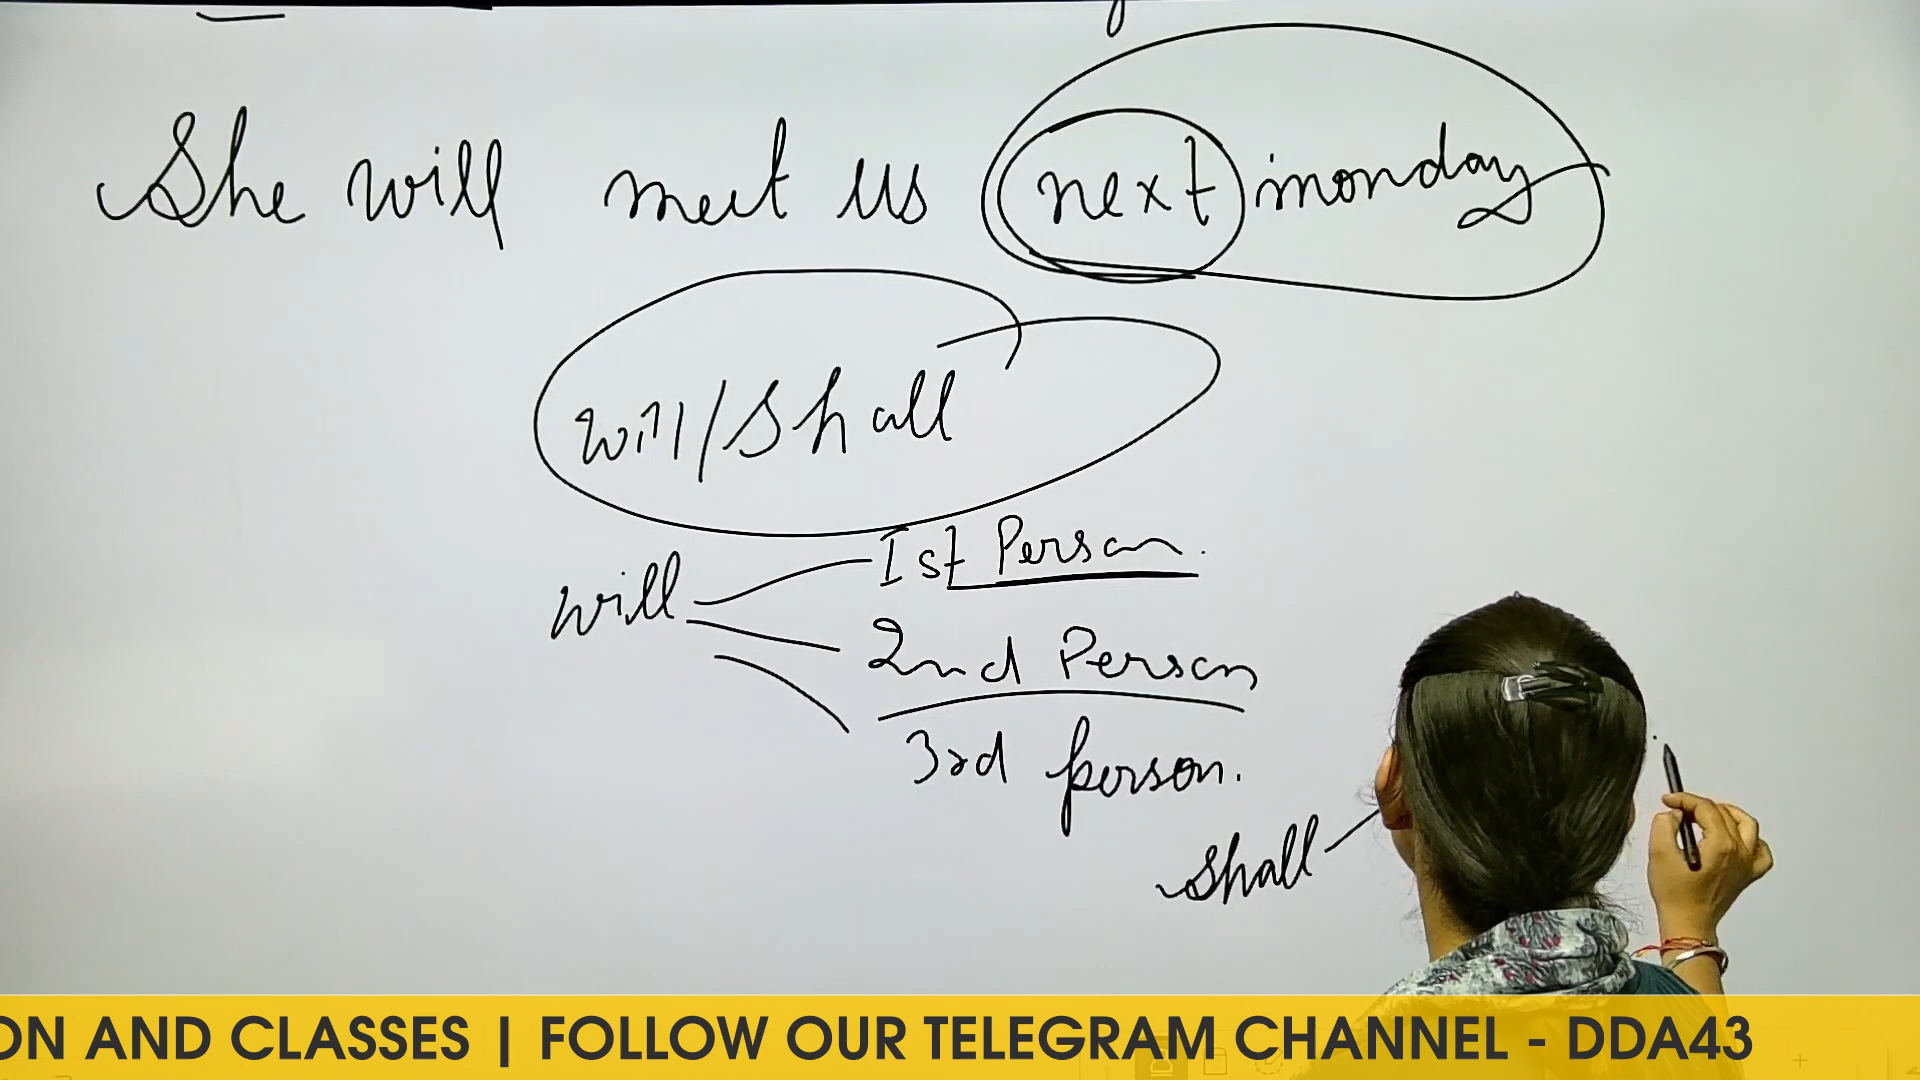 She will meet us next monday
will/shall
will 1st Person.
2nd Person
3rd person.
shall
ON AND CLASSES | FOLLOW OUR TELEGRAM CHANNEL - DDA43